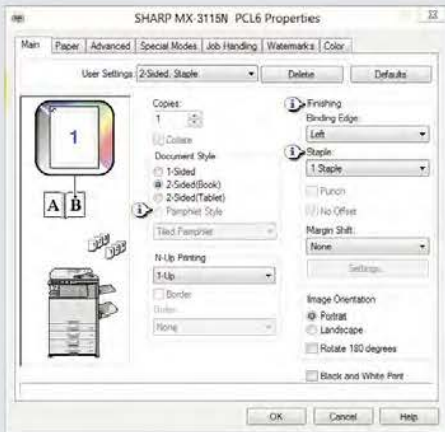 SHARP MX-3115N PCL6 Properties
Main
Paper
Advanced
Special Modes
Job Handling
Watermarks
Color
User Settings: 2-Sided, Staple
Delete
Defaults
1
A B
Copies:
1
Collate
Document Style
1-Sided
2-Sided(Book)
2-Sided(Tablet)
Pamphlet Style
Tiled Pamphlet
N-Up Printing
1-Up
Border
Order:
None
Finishing
Binding Edge:
Left
Staple:
1 Staple
Punch
No Offset
Margin Shift:
None
Settings...
Image Orientation
Portrait
Landscape
Rotate 180 degrees
Black and White Print
OK
Cancel
Help